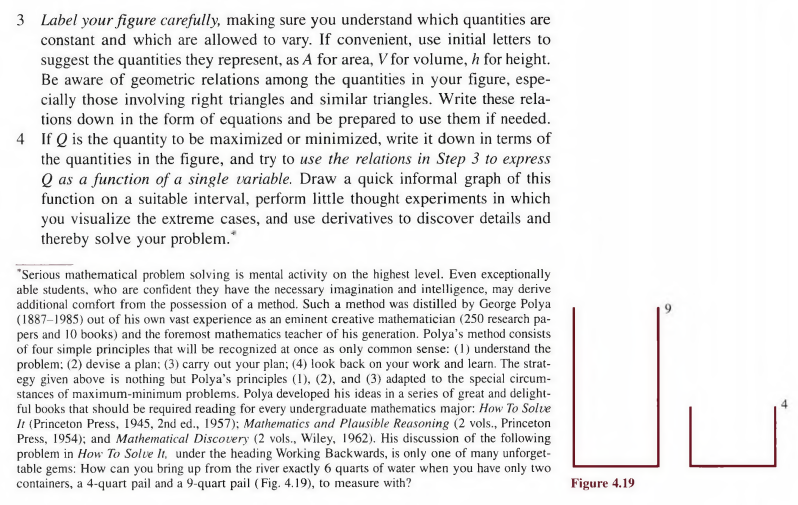 3 Label your figure carefully, making sure you understand which quantities are
constant and which are allowed to vary. If convenient, use initial letters to
suggest the quantities they represent, as A for area, V for volume, h for height.
Be aware of geometric relations among the quantities in your figure, espe-
cially those involving right triangles and similar triangles. Write these rela-
tions down in the form of equations and be prepared to use them if needed.
4 If Q is the quantity to be maximized or minimized, write it down in terms of
the quantities in the figure, and try to use the relations in Step 3 to express
Q as a function of a single variable. Draw a quick informal graph of this
function on a suitable interval, perform little thought experiments in which
you visualize the extreme cases, and use derivatives to discover details and
thereby solve your problem.*
*Serious mathematical problem solving is mental activity on the highest level. Even exceptionally
able students, who are confident they have the necessary imagination and intelligence, may derive
additional comfort from the possession of a method. Such a method was distilled by George Polya
(1887–1985) out of his own vast experience as an eminent creative mathematician (250 research pa-
pers and 10 books) and the foremost mathematics teacher of his generation. Polya's method consists
of four simple principles that will be recognized at once as only common sense: (1) understand the
problem; (2) devise a plan; (3) carry out your plan; (4) look back on your work and learn. The strat-
egy given above is nothing but Polya's principles (1), (2), and (3) adapted to the special circum-
stances of maximum-minimum problems. Polya developed his ideas in a series of great and delight-
ful books that should be required reading for every undergraduate mathematics major: How To Solve
It (Princeton Press, 1945, 2nd ed., 1957); Mathematics and Plausible Reasoning (2 vols., Princeton
Press, 1954); and Mathematical Discovery (2 vols., Wiley, 1962). His discussion of the following
problem in How To Solve It, under the heading Working Backwards, is only one of many unforget-
table gems: How can you bring up from the river exactly 6 quarts of water when you have only two
containers, a 4-quart pail and a 9-quart pail (Fig. 4.19), to measure with?
9
4
Figure 4.19